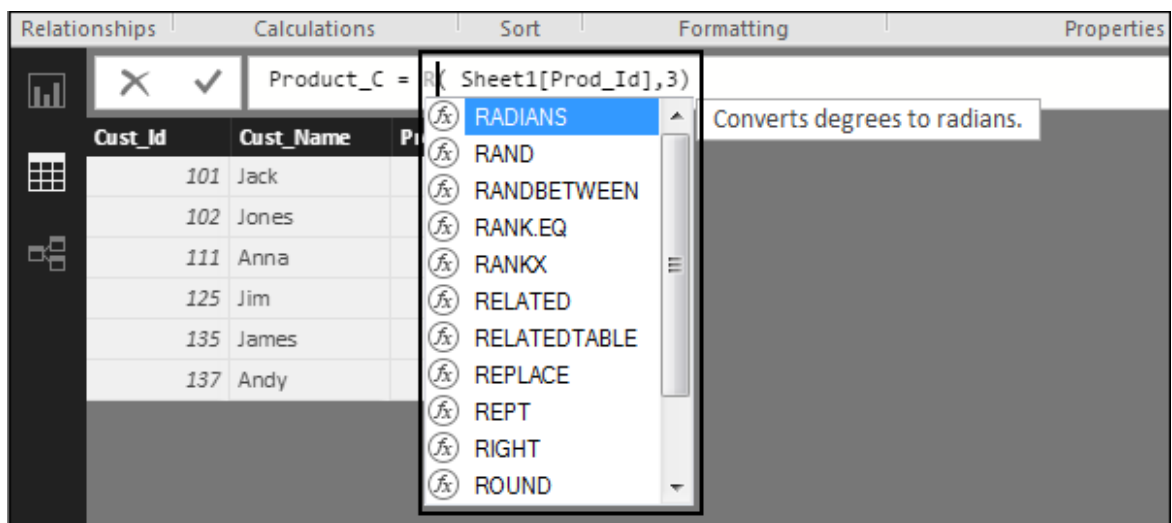 Relationships Calculations Sort Formatting Properties
Product_C = R( Sheet1[Prod_Id],3)
RADIANS Converts degrees to radians.
Cust_Id Cust_Name
RAND
101 Jack
RANDBETWEEN
102 Jones
RANK.EQ
111 Anna
RANKX
125 Jim
RELATED
135 James
RELATEDTABLE
137 Andy
REPLACE
REPT
RIGHT
ROUND